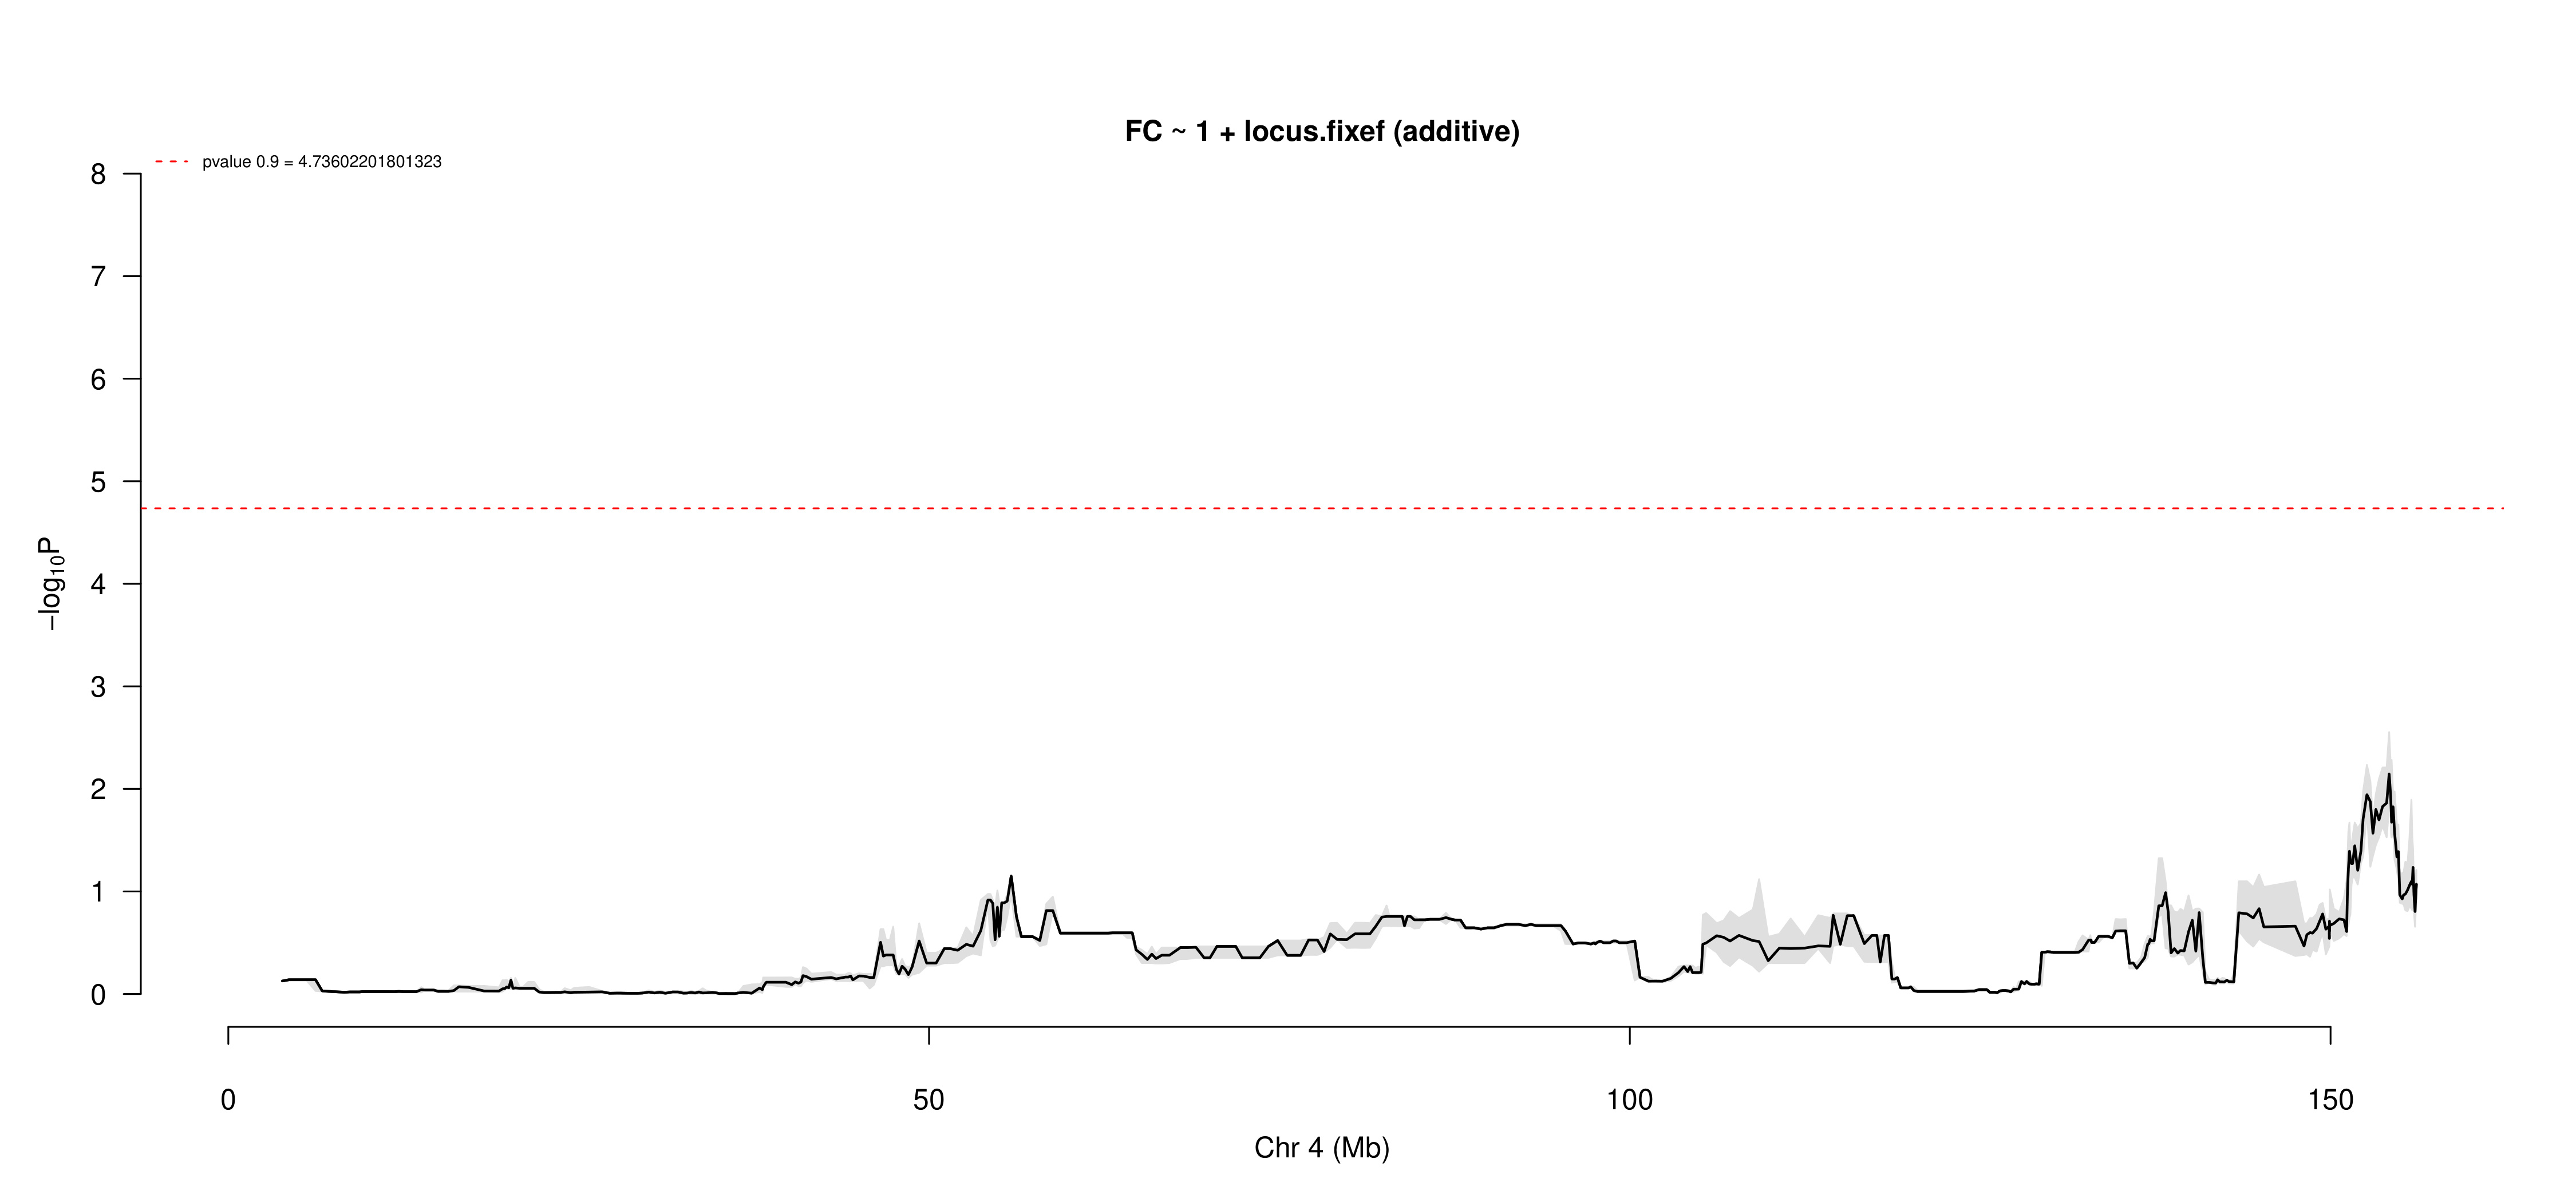 FC ~ 1 + locus.fixef (additive)
pvalue 0.9 = 4.73602201801323
8
7
6
5
4
3
2
1
0
−log10P
0 50 100 150
Chr 4 (Mb)